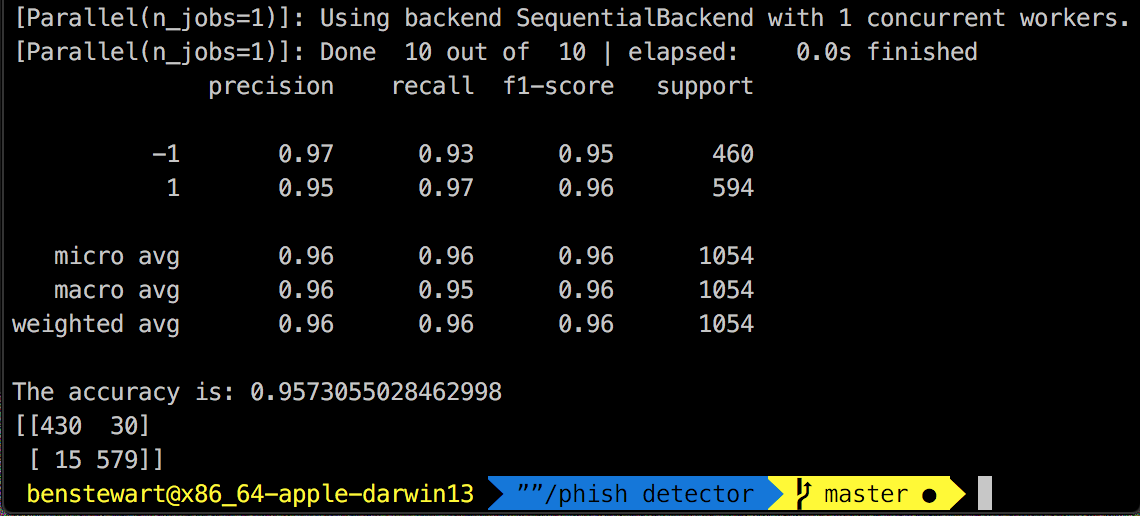 [Parallel(n_jobs=1)]: Using backend SequentialBackend with 1 concurrent workers.
[Parallel(n_jobs=1)]: Done  10 out of  10 | elapsed:    0.0s finished
              precision    recall  f1-score   support

          -1       0.97      0.93      0.95       460
           1       0.95      0.97      0.96       594

   micro avg       0.96      0.96      0.96      1054
   macro avg       0.96      0.95      0.96      1054
weighted avg       0.96      0.96      0.96      1054

The accuracy is: 0.9573055028462998
[[430  30]
 [ 15 579]]
benstewart@x86_64-apple-darwin13 ””/phish detector master ●